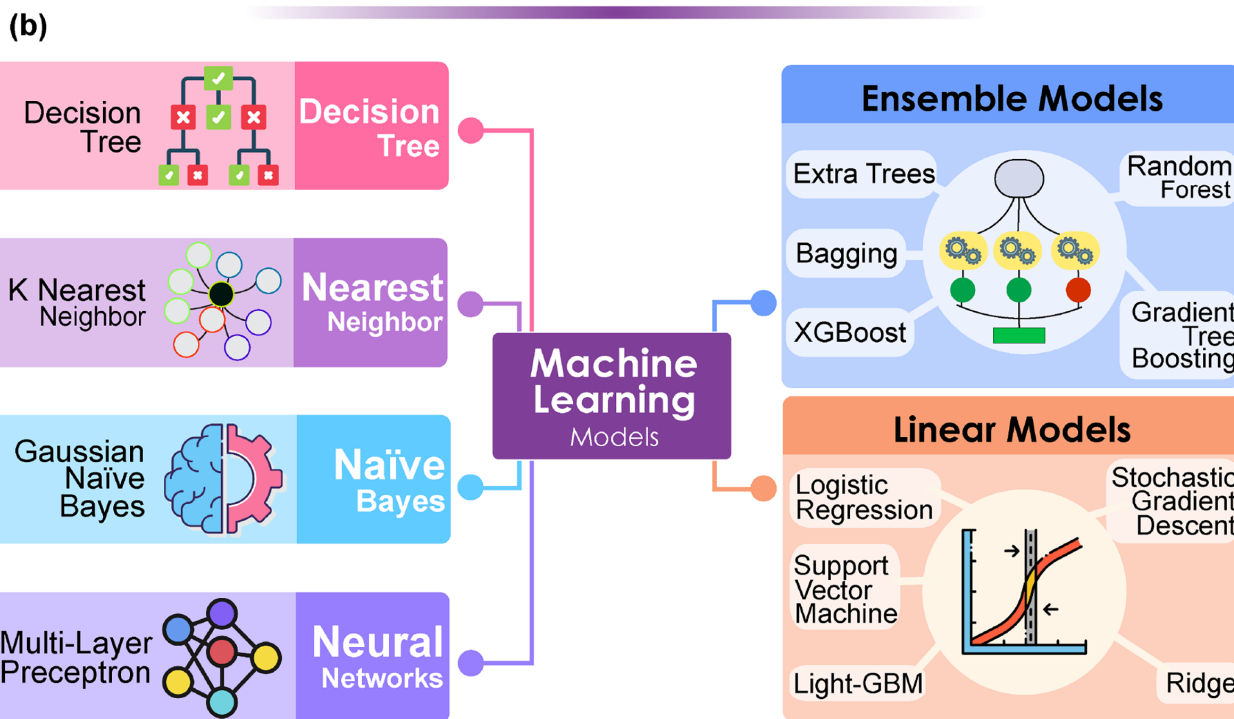 (b)
Decision
Tree
Decision
Tree
K Nearest
Neighbor
Nearest
Neighbor
Gaussian
Naïve
Bayes
Naïve
Bayes
Multi-Layer
Preceptron
Neural
Networks
Machine
Learning
Models
Ensemble Models
Extra Trees
Random
Forest
Bagging
XGBoost
Gradient
Tree
Boosting
Linear Models
Logistic
Regression
Stochastic
Gradient
Descent
Support
Vector
Machine
Light-GBM
Ridge